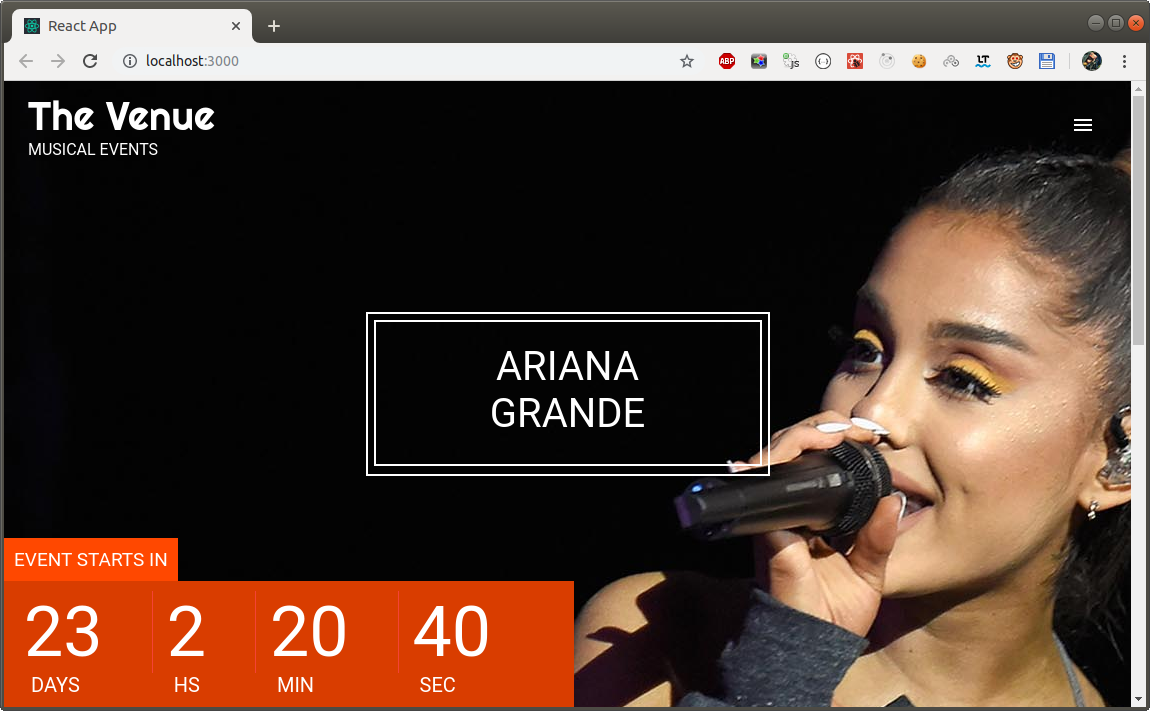 React App
localhost:3000
ABP
js
LT
The Venue
MUSICAL EVENTS
ARIANA
GRANDE
EVENT STARTS IN
23 2 20 40
DAYS HS MIN SEC